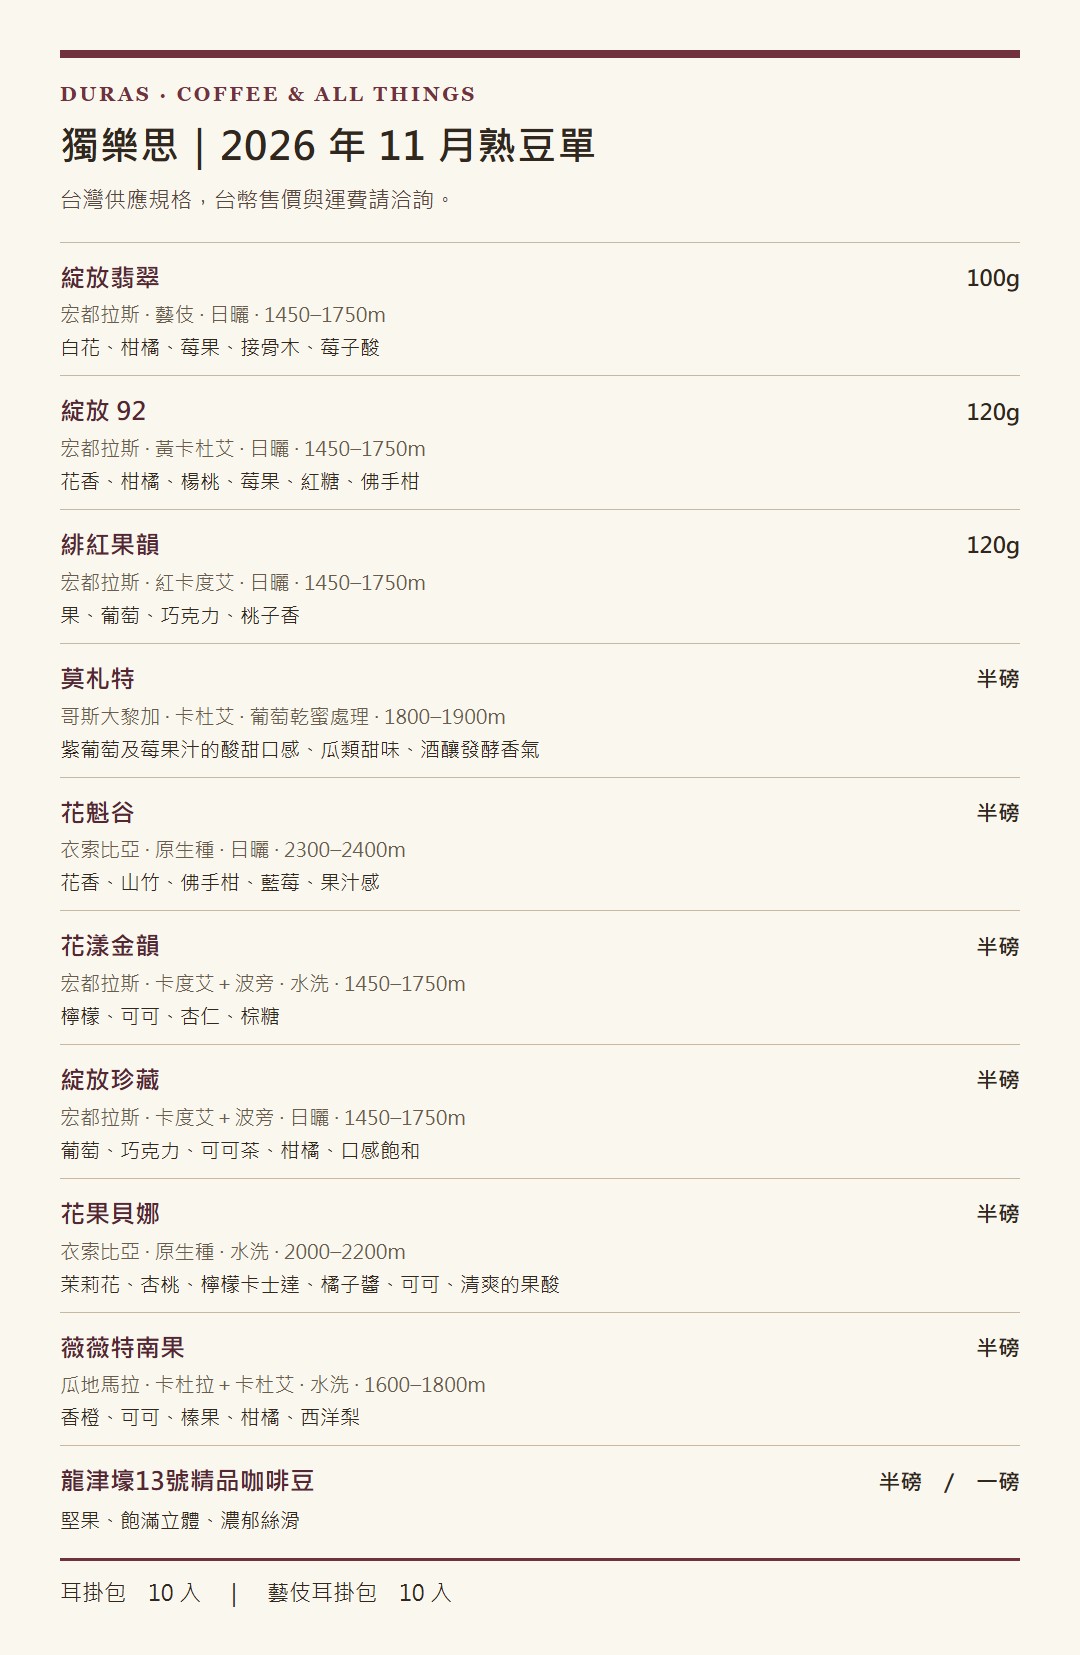 DURAS · COFFEE & ALL THINGS
獨樂思 | 2026 年 11 月熟豆單
台灣供應規格，台幣售價與運費請洽詢。
綻放翡翠 100g
宏都拉斯 · 藝伎 · 日曬 · 1450–1750m
白花、柑橘、莓果、接骨木、莓子酸
綻放 92 120g
宏都拉斯 · 黃卡杜艾 · 日曬 · 1450–1750m
花香、柑橘、楊桃、莓果、紅糖、佛手柑
緋紅果韻 120g
宏都拉斯 · 紅卡度艾 · 日曬 · 1450–1750m
果、葡萄、巧克力、桃子香
莫札特 半磅
哥斯大黎加 · 卡杜艾 · 葡萄乾蜜處理 · 1800–1900m
紫葡萄及莓果汁的酸甜口感、瓜類甜味、酒釀發酵香氣
花魁谷 半磅
衣索比亞 · 原生種 · 日曬 · 2300–2400m
花香、山竹、佛手柑、藍莓、果汁感
花漾金韻 半磅
宏都拉斯 · 卡度艾 + 波旁 · 水洗 · 1450–1750m
檸檬、可可、杏仁、棕糖
綻放珍藏 半磅
宏都拉斯 · 卡度艾 + 波旁 · 日曬 · 1450–1750m
葡萄、巧克力、可可茶、柑橘、口感飽和
花果貝娜 半磅
衣索比亞 · 原生種 · 水洗 · 2000–2200m
茉莉花、杏桃、檸檬卡士達、橘子醬、可可、清爽的果酸
薇薇特南果 半磅
瓜地馬拉 · 卡杜拉 + 卡杜艾 · 水洗 · 1600–1800m
香橙、可可、榛果、柑橘、西洋梨
龍津壕13號精品咖啡豆 半磅 / 一磅
堅果、飽滿立體、濃郁絲滑
耳掛包 10 入 | 藝伎耳掛包 10 入